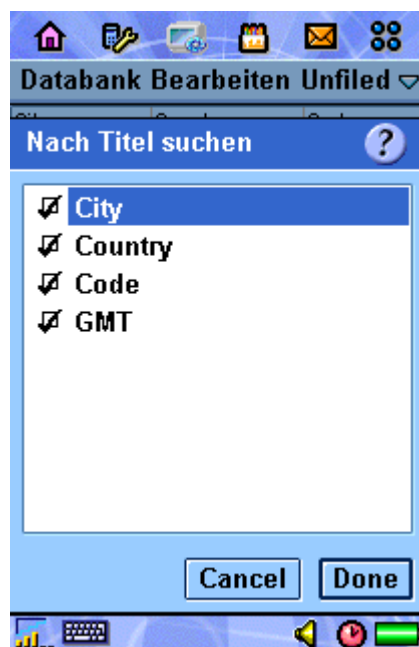 Databank Bearbeiten Unfiled
Nach Titel suchen ?
City
Country
Code
GMT
Cancel Done